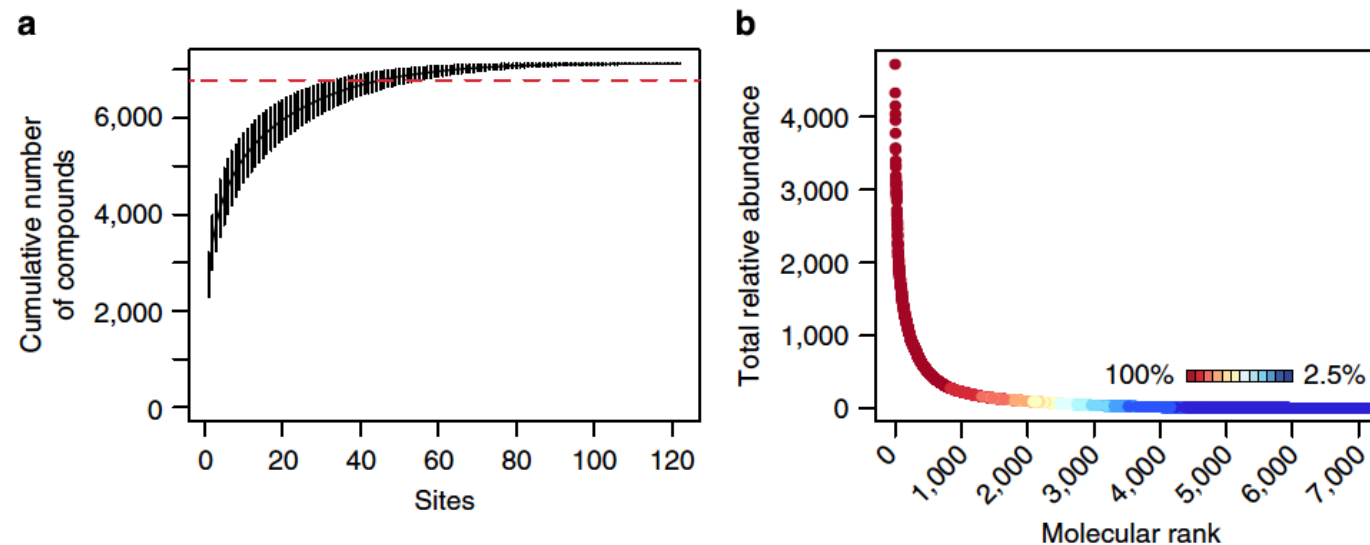 a
Cumulative number
of compounds
6,000
4,000
2,000
0
0 20 40 60 80 100 120
Sites
b
Total relative abundance
4,000
3,000
2,000
1,000
0
100% 2.5%
0 1,000 2,000 3,000 4,000 5,000 6,000 7,000
Molecular rank